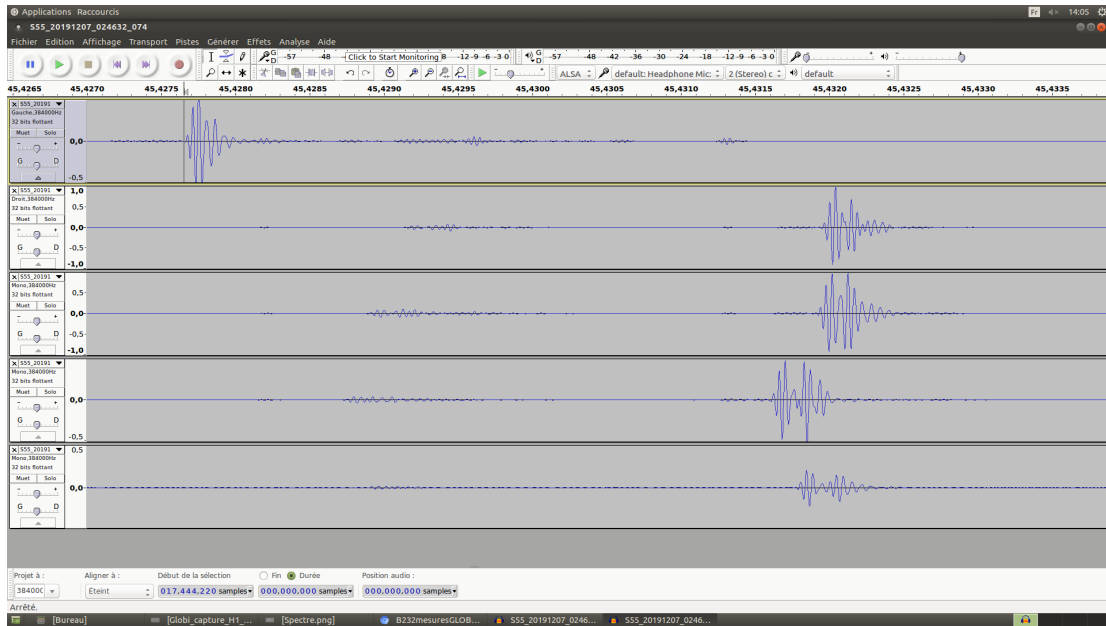 Applications Raccourcis
Fr 14:05
S55_20191207_024632_074
Fichier Edition Affichage Transport Pistes Générer Effets Analyse Aide
G D -57 -48 Click to Start Monitoring 8 -12 -9 -6 -3 0
G D -57 -48 -42 -36 -30 -24 -18 -12 -9 -6 -3 0
ALSA default: Headphone Mic: 2 (Stereo) c default
45,4265 45,4270 45,4275 45,4280 45,4285 45,4290 45,4295 45,4300 45,4305 45,4310 45,4315 45,4320 45,4325 45,4330 45,4335
S55_20191
Gauche,384000Hz
32 bits flottant
Muet Solo
- +
G D
0,0
-0,5
S55_20191
Droit,384000Hz
32 bits flottant
Muet Solo
- +
G D
1,0
0,5
0,0
-0,5
-1,0
S55_20191
Mono,384000Hz
32 bits flottant
Muet Solo
- +
G D
0,5
0,0
-0,5
-1,0
S55_20191
Mono,384000Hz
32 bits flottant
Muet Solo
- +
G D
0,0
-0,5
S55_20191
Mono,384000Hz
32 bits flottant
Muet Solo
- +
G D
0,5
0,0
Projet à : Aligner à : Début de la sélection Fin Durée Position audio :
38400( Éteint 017,444,220 samples 000,000,000 samples 000,000,000 samples
Arrêté.
[Bureau] [Globi_capture_H1_... [Spectre.png] B232mesuresGLOB... S55_20191207_0246... S55_20191207_0246...